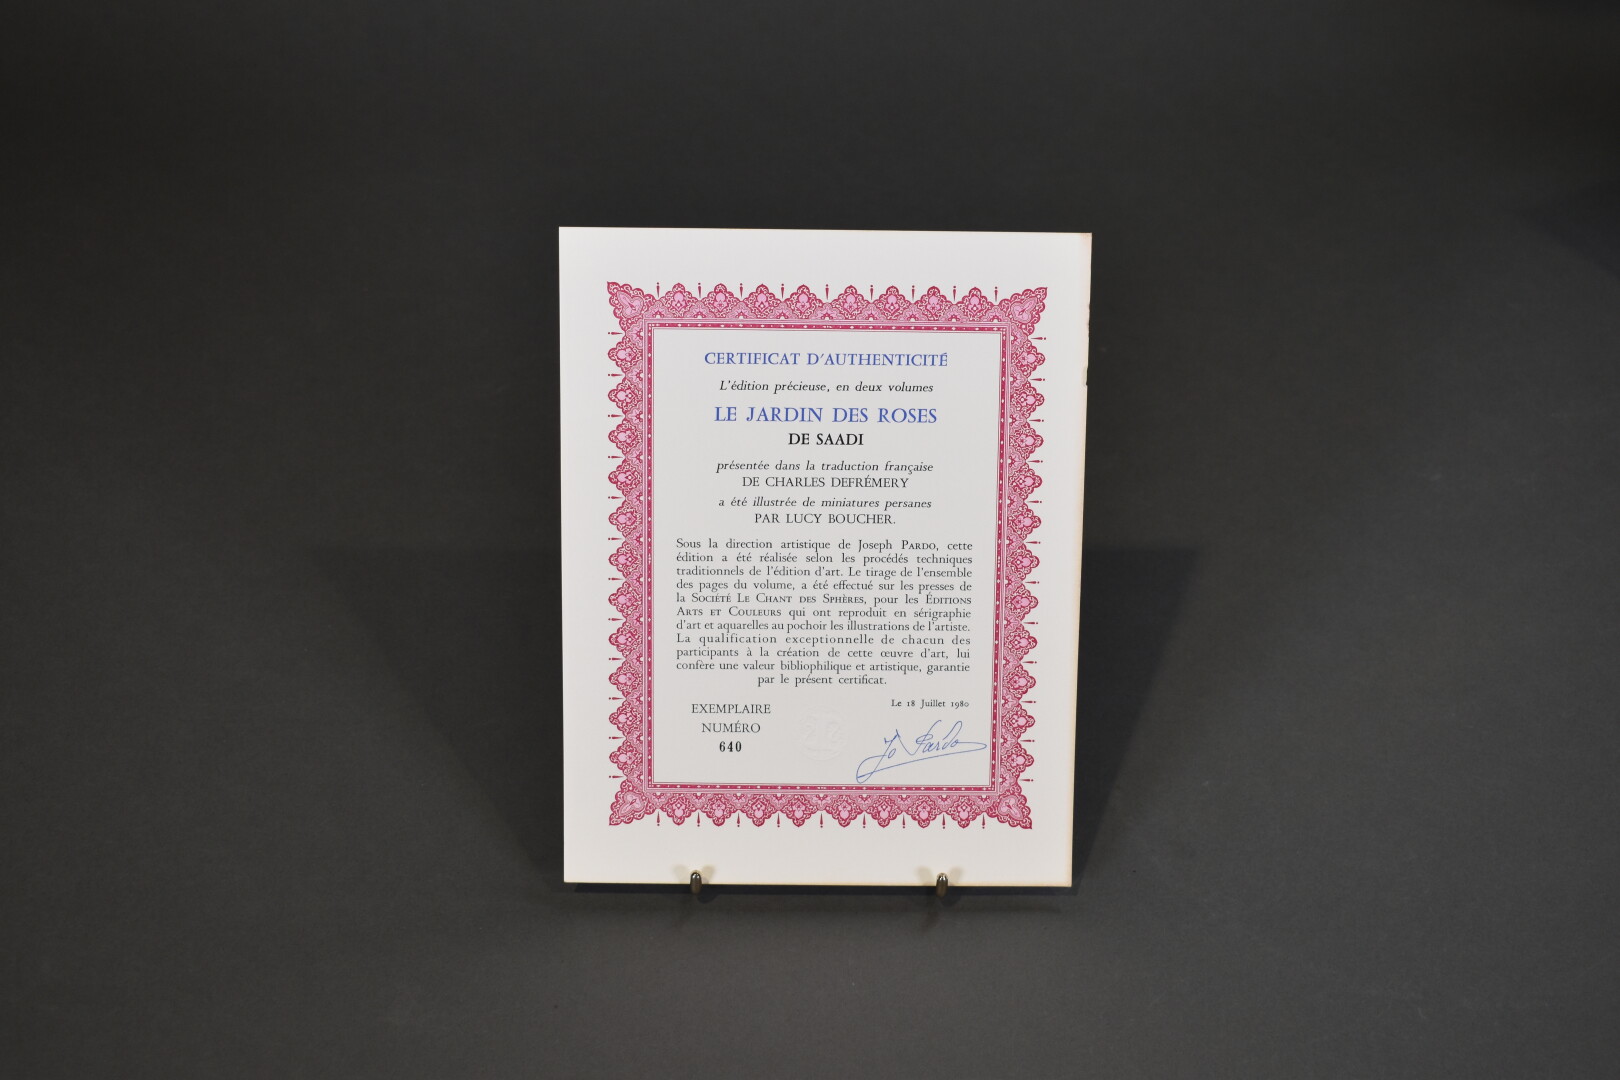 CERTIFICAT D'AUTHENTICITÉ
L'édition précieuse, en deux volumes
LE JARDIN DES ROSES
DE SAADI
présentée dans la traduction française
DE CHARLES DEFRÉMERY
a été illustrée de miniatures persanes
PAR LUCY BOUCHER.
Sous la direction artistique de Joseph PARDO, cette
édition a été réalisée selon les procédés techniques
traditionnels de l'édition d'art. Le tirage de l'ensemble
des pages du volume, a été effectué sur les presses de
la SOCIÉTÉ LE CHANT DES SPHÈRES, pour les ÉDITIONS
ARTS ET COULEURS qui ont reproduit en sérigraphie
d'art et aquarelles au pochoir les illustrations de l'artiste.
La qualification exceptionnelle de chacun des
participants à la création de cette œuvre d'art, lui
confère une valeur bibliophilique et artistique, garantie
par le présent certificat.
Le 18 Juillet 1980
EXEMPLAIRE
NUMÉRO
640
Jo Pardo